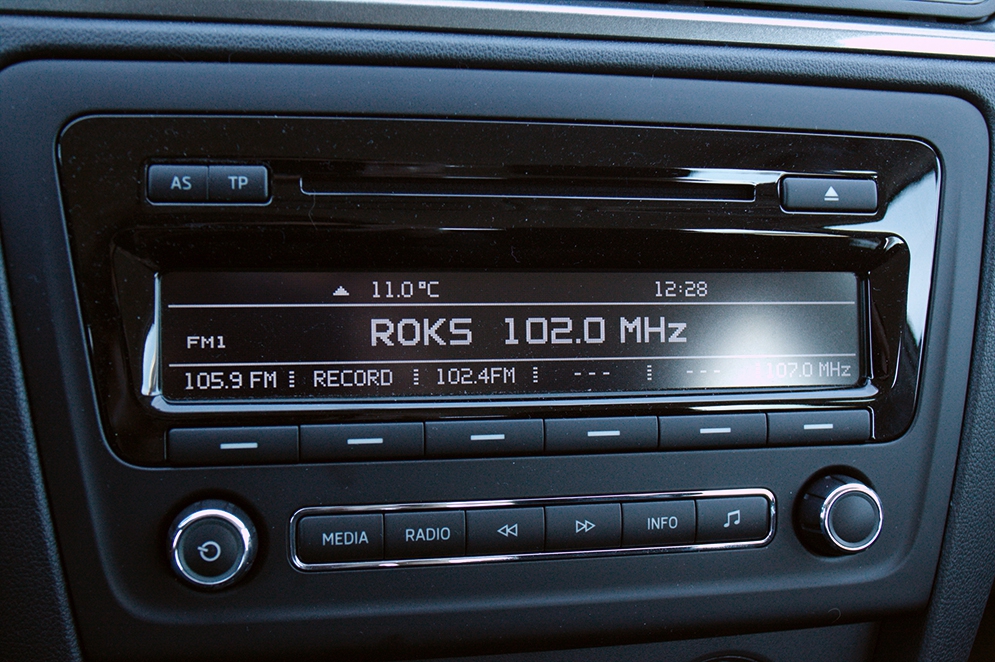 AS TP
11.0°C 12:28
FM1 ROKS 102.0 MHz
105.9 FM RECORD 102.4FM --- --- 107.0 MHz
MEDIA RADIO INFO